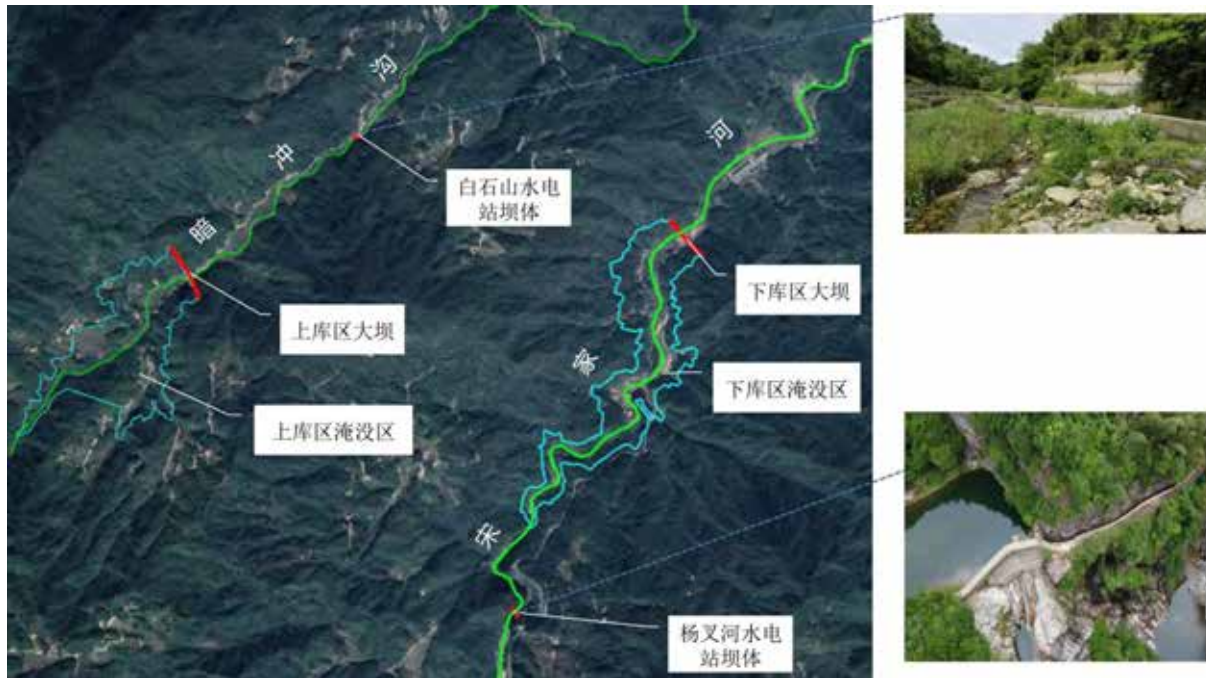 沟
河
冲
白石山水电
站坝体
暗
下库区大坝
上库区大坝
家
下库区淹没区
上库区淹没区
宋
杨叉河水电
站坝体